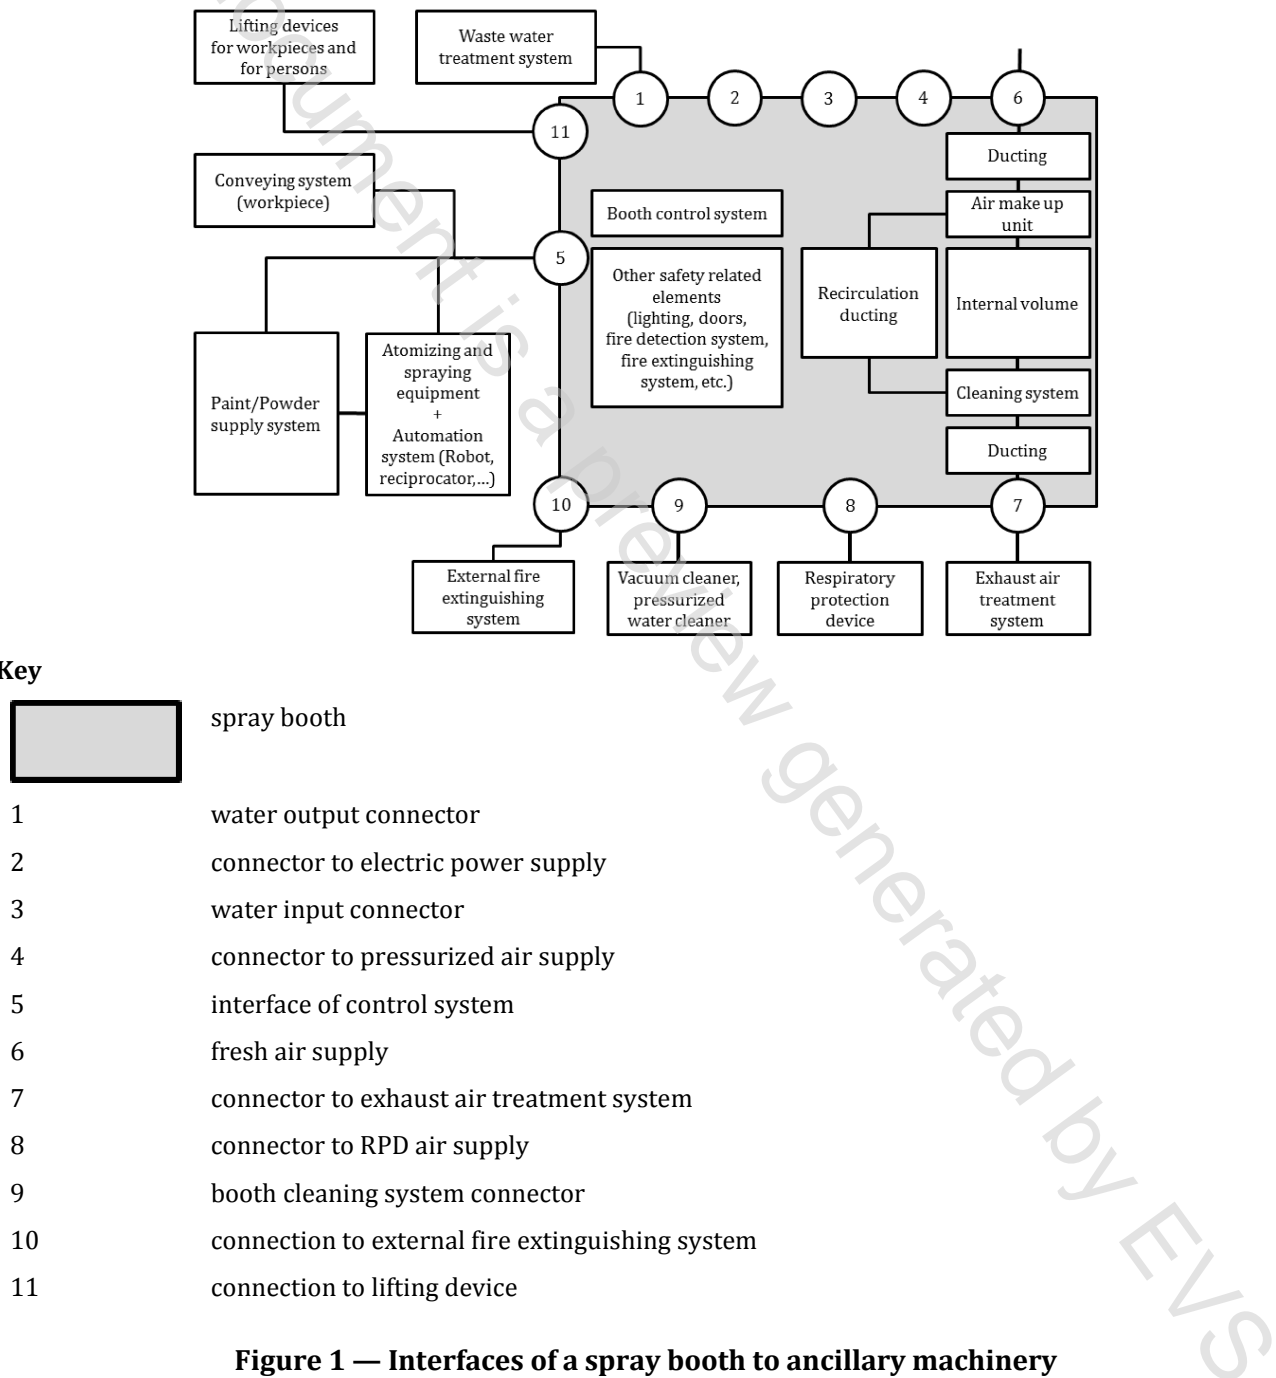 Lifting devices
for workpieces and
for persons
Waste water
treatment system
1
2
3
4
6
11
Ducting
Conveying system
(workpiece)
Air make up
unit
Booth control system
5
Other safety related
elements
(lighting, doors,
fire detection system,
fire extinguishing
system, etc.)
Recirculation
ducting
Internal volume
Paint/Powder
supply system
Atomizing and
spraying
equipment
+
Automation
system (Robot,
reciprocator,...)
Cleaning system
Ducting
10
9
8
7
External fire
extinguishing
system
Vacuum cleaner,
pressurized
water cleaner
Respiratory
protection
device
Exhaust air
treatment
system
Key
spray booth
1 water output connector
2 connector to electric power supply
3 water input connector
4 connector to pressurized air supply
5 interface of control system
6 fresh air supply
7 connector to exhaust air treatment system
8 connector to RPD air supply
9 booth cleaning system connector
10 connection to external fire extinguishing system
11 connection to lifting device
Figure 1 — Interfaces of a spray booth to ancillary machinery
ocument is a preview generated by EVS